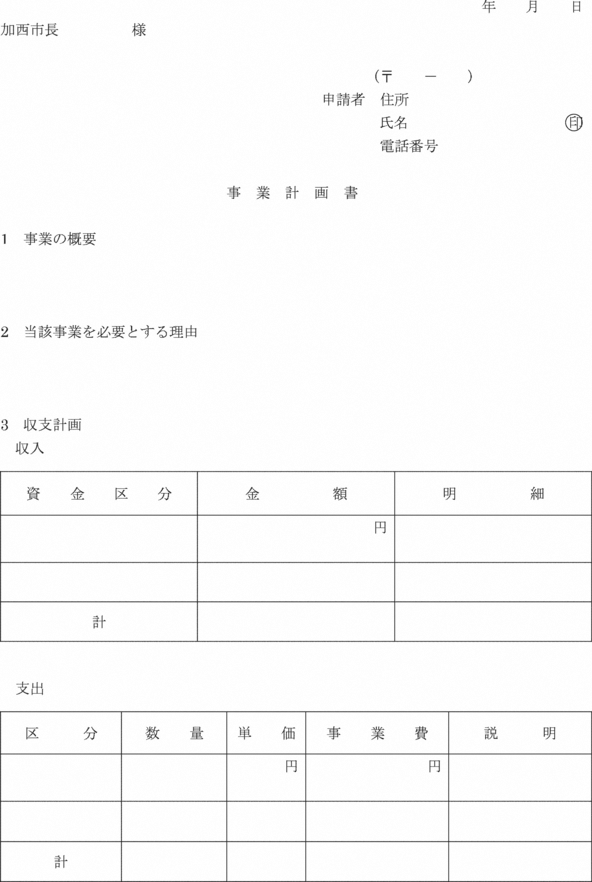 年　　月　　日
加西市長　　　　　様
(〒　　－　　)
申請者　住所
氏名　　　　　　　　　　　㊞
電話番号
事　業　計　画　書
1　事業の概要
2　当該事業を必要とする理由
3　収支計画
収入
資　金　区　分　金　　　額　明　　　細
円
計
支出
区　　分　数　　量　単　　価　事　業　費　説　　明
円　円
計